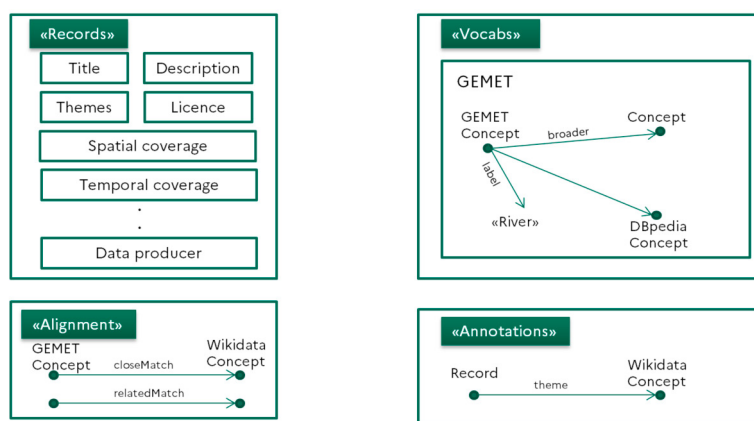 «Records»
Title
Description
Themes
Licence
Spatial coverage
Temporal coverage
.
.
Data producer
«Vocabs»
GEMET
GEMET
Concept
broader
Concept
label
«River»
DBpedia
Concept
«Alignment»
GEMET
Concept
closeMatch
Wikidata
Concept
relatedMatch
«Annotations»
Record
theme
Wikidata
Concept